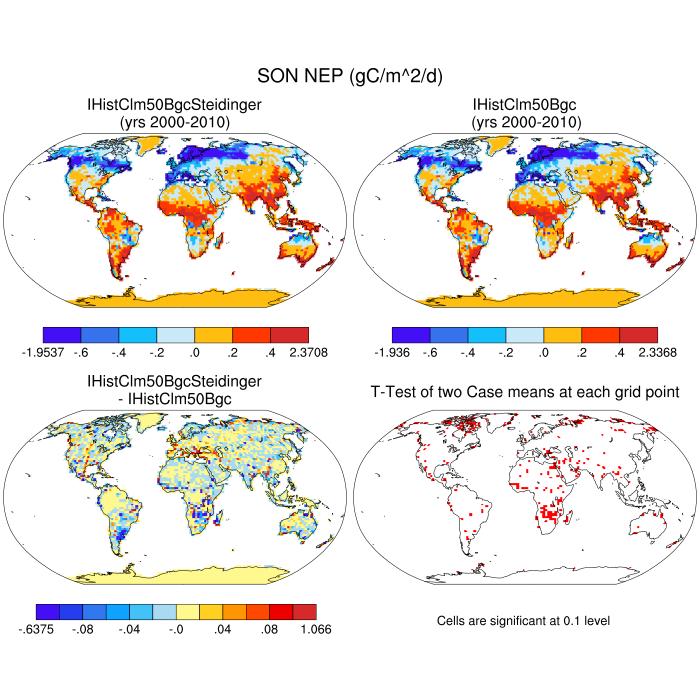 SON NEP (gC/m^2/d)
IHistClm50BgcSteidinger
(yrs 2000-2010)
IHistClm50Bgc
(yrs 2000-2010)
-1.9537 -.6 -.4 -.2 .0 .2 .4 2.3708
-1.936 -.6 -.4 -.2 .0 .2 .4 2.3368
IHistClm50BgcSteidinger
- IHistClm50Bgc
T-Test of two Case means at each grid point
-.6375 -.08 -.04 -.0 .04 .08 1.066
Cells are significant at 0.1 level